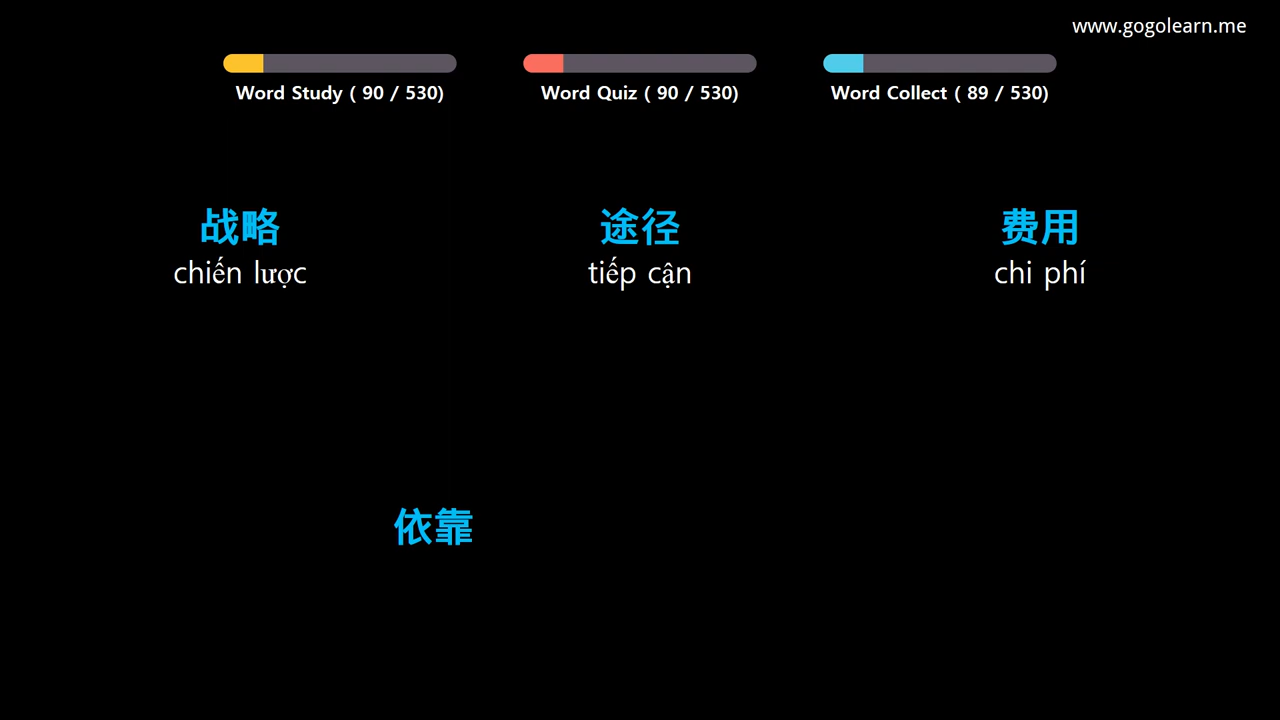 www.gogolearn.me
Word Study ( 90 / 530)
Word Quiz ( 90 / 530)
Word Collect ( 89 / 530)
战略
chiến lược
途径
tiếp cận
费用
chi phí
依靠